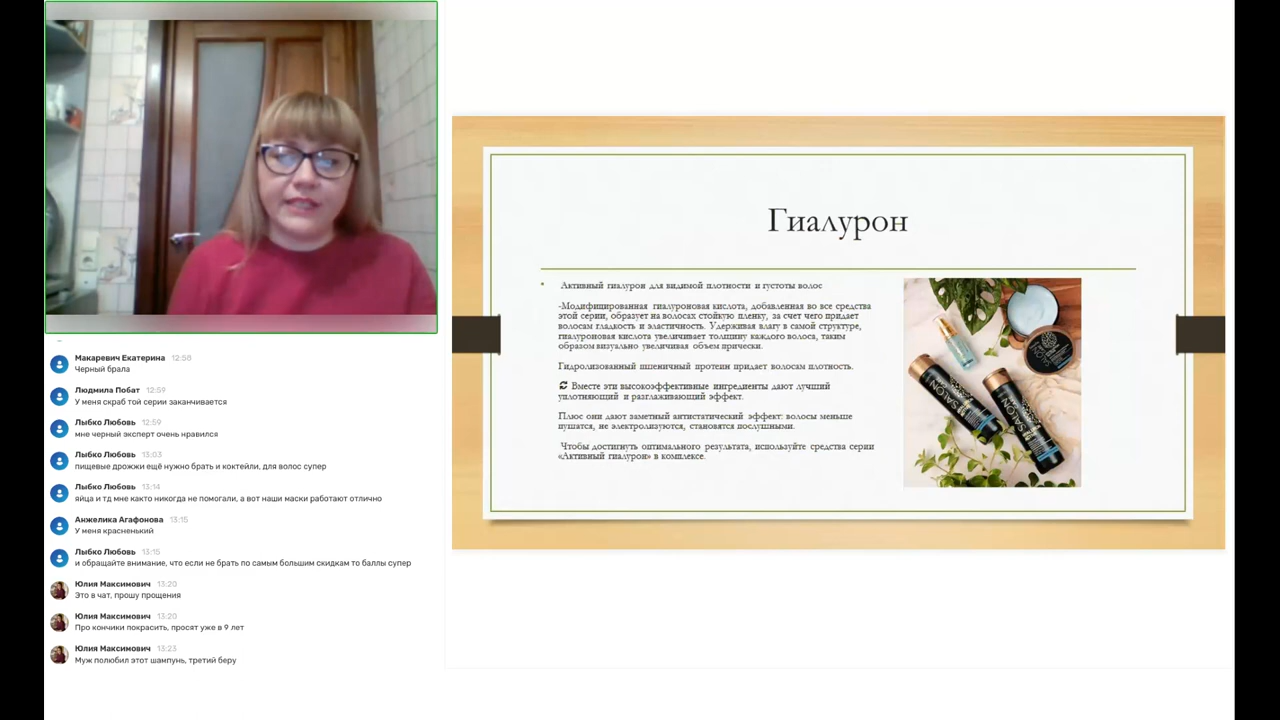 Макаревич Екатерина 12:58
Черный брала
Людмила Побат 12:59
У меня скраб той серии заканчивается
Лыбко Любовь 12:59
мне черный эксперт очень нравился
Лыбко Любовь 13:03
пищевые дрожжи ещё нужно брать и коктейли, для волос супер
Лыбко Любовь 13:14
яйца и тд мне както никогда не помогали, а вот наши маски работают отлично
Анжелика Агафонова 13:15
У меня красненький
Лыбко Любовь 13:15
и обращайте внимание, что если не брать по самым большим скидкам то баллы супер
Юлия Максимович 13:20
Это в чат, прошу прощения
Юлия Максимович 13:20
Про кончики покрасить, просят уже в 9 лет
Юлия Максимович 13:23
Муж полюбил этот шампунь, третий беру
Гиалурон
Активный гиалурон для видимой плотности и густоты волос
-Модифицированная гиалуроновая кислота, добавленная во все средства
этой серии, образует на волосах стойкую пленку, за счет чего придает
волосам гладкость и эластичность. Удерживая влагу в самой структуре,
гиалуроновая кислота увеличивает толщину каждого волоса, таким
образом визуально увеличивая объем прически.
Гидролизованный пшеничный протеин придает волосам плотность.
Вместе эти высокоэффективные ингредиенты дают лучший
уплотняющий и разглаживающий эффект.
Плюс они дают заметный антистатический эффект: волосы меньше
пушатся, не электролизуются, становятся послушными.
Чтобы достигнуть оптимального результата, используйте средства серии
«Активный гиалурон» в комплексе.
SALON
SALON